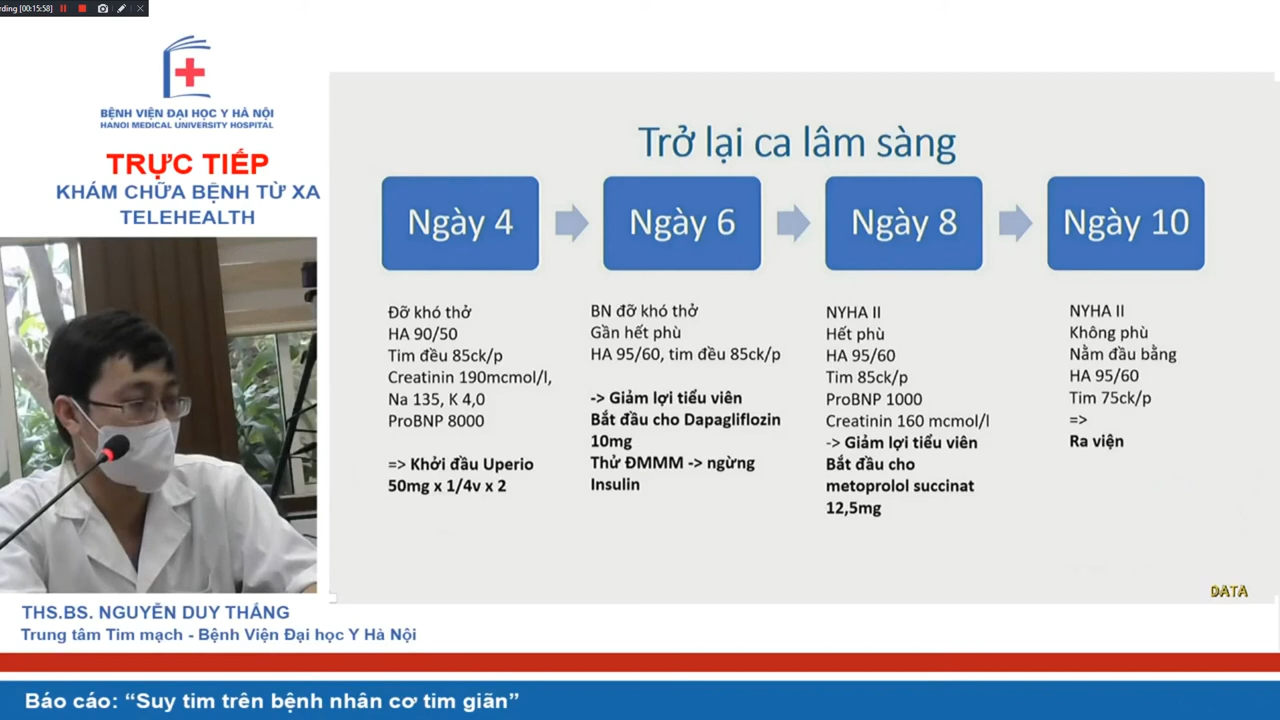 rding [00:15:58]
BỆNH VIỆN ĐẠI HỌC Y HÀ NỘI
HANOI MEDICAL UNIVERSITY HOSPITAL
TRỰC TIẾP
KHÁM CHỮA BỆNH TỪ XA
TELEHEALTH
Trở lại ca lâm sàng
Ngày 4
Ngày 6
Ngày 8
Ngày 10
Đỡ khó thở
HA 90/50
Tim đều 85ck/p
Creatinin 190mcmol/l,
Na 135, K 4,0
ProBNP 8000
=> Khởi đầu Uperio
50mg x 1/4v x 2
BN đỡ khó thở
Gần hết phù
HA 95/60, tim đều 85ck/p
-> Giảm lợi tiểu viên
Bắt đầu cho Dapagliflozin
10mg
Thử ĐMMM -> ngừng
Insulin
NYHA II
Hết phù
HA 95/60
Tim 85ck/p
ProBNP 1000
Creatinin 160 mcmol/l
-> Giảm lợi tiểu viên
Bắt đầu cho
metoprolol succinat
12,5mg
NYHA II
Không phù
Nằm đầu bằng
HA 95/60
Tim 75ck/p
=>
Ra viện
DATA
THS.BS. NGUYỄN DUY THẮNG
Trung tâm Tim mạch - Bệnh Viện Đại học Y Hà Nội
Báo cáo: “Suy tim trên bệnh nhân cơ tim giãn”